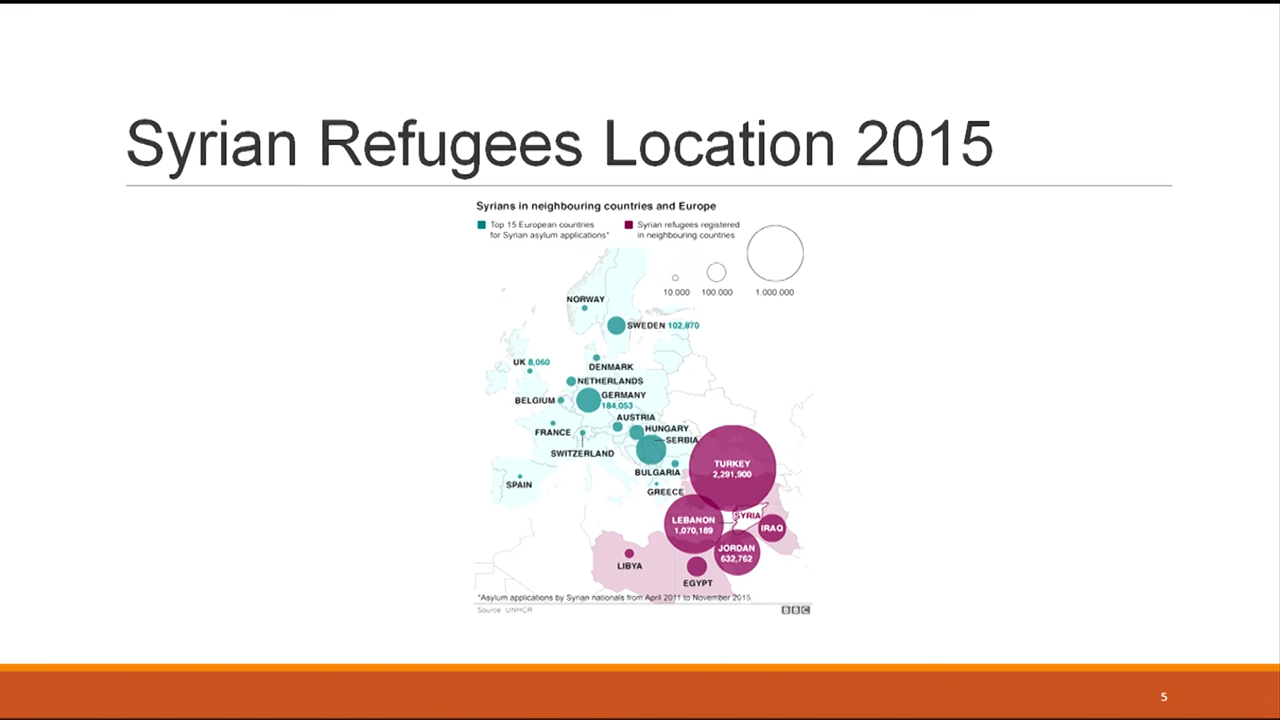 Syrian Refugees Location 2015
Syrians in neighbouring countries and Europe
Top 15 European countries
for Syrian asylum applications*
Syrian refugees registered
in neighbouring countries
10.000
100.000
1.000.000
NORWAY
SWEDEN 102,870
UK 8,060
DENMARK
NETHERLANDS
GERMANY
184,053
BELGIUM
AUSTRIA
HUNGARY
FRANCE
SERBIA
SWITZERLAND
BULGARIA
TURKEY
2,291,900
SPAIN
GREECE
SYRIA
LEBANON
1,070,189
IRAQ
JORDAN
632,762
LIBYA
EGYPT
*Asylum applications by Syrian nationals from April 2011 to November 2015.
Source: UNHCR
BBC
5